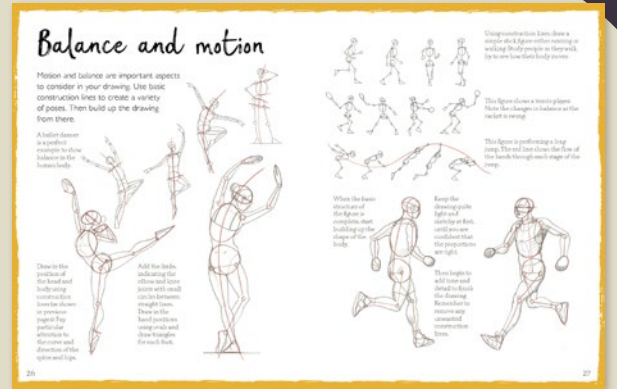 Balance and motion
Motion and balance are important aspects
to consider in your drawing. Use basic
construction lines to create a variety
of poses. Then build up the drawing
from there.
A ballet dancer
is a perfect
example to show
balance in the
human body.
Draw in the
position of
the head and
body using
construction
lines (as shown
on previous
pages). Pay
particular
attention to
the curve and
direction of the
spine and hips.
Add the limbs,
indicating the
elbow and knee
joints with small
circles between
straight lines.
Draw in the
hand positions
using ovals and
draw triangles
for each foot.
26
Using construction lines, draw a
simple stick figure either running or
walking. Study people as they walk
by to see how their body moves.
This figure shows a tennis player.
Note the changes in balance as the
racket is swung.
This figure is performing a long
jump. The red line shows the flow of
the hands through each stage of the
jump.
When the basic
structure of
the figure is
complete, start
building up the
shape of the
body.
Keep the
drawing quite
light and
sketchy at first,
until you are
confident that
the proportions
are right.
Then begin to
add tone and
detail to finish
the drawing.
Remember to
remove any
unwanted
construction
lines.
27